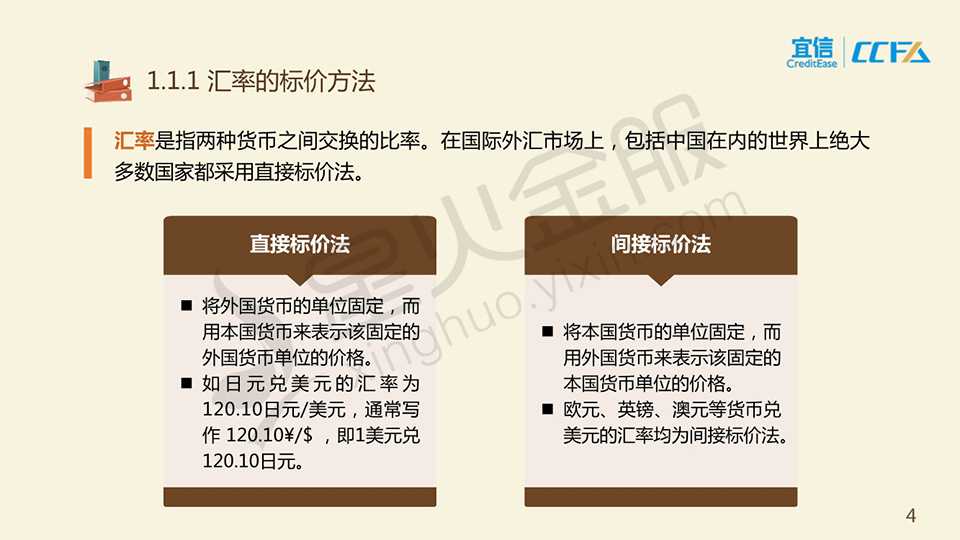 宜信
CreditEase
CCFA
1.1.1 汇率的标价方法
汇率是指两种货币之间交换的比率。在国际外汇市场上，包括中国在内的世界上绝大
多数国家都采用直接标价法。
直接标价法
将外国货币的单位固定，而
用本国货币来表示该固定的
外国货币单位的价格。
如日元兑美元的汇率为
120.10日元/美元，通常写
作 120.10¥/$ ，即1美元兑
120.10日元。
间接标价法
将本国货币的单位固定，而
用外国货币来表示该固定的
本国货币单位的价格。
欧元、英镑、澳元等货币兑
美元的汇率均为间接标价法。
星火金服
xinghuo.yixin.com
4